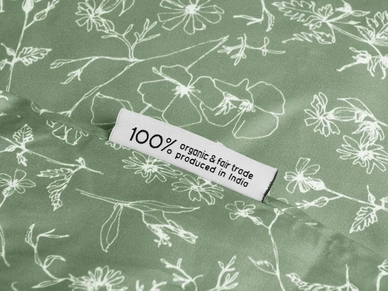 100% organic & fair trade
produced in India